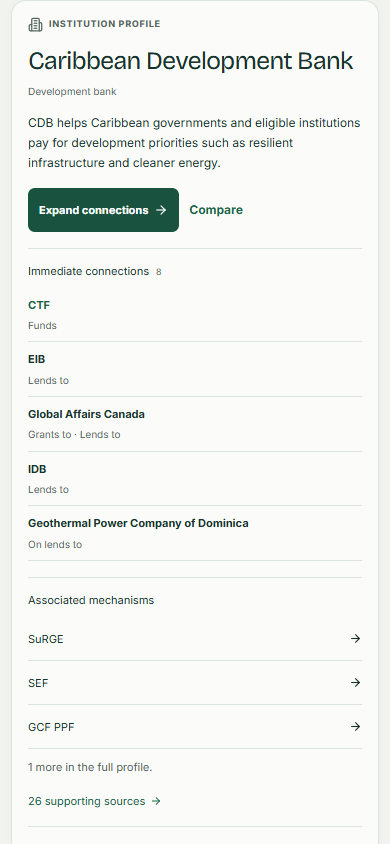 INSTITUTION PROFILE
Caribbean Development Bank
Development bank
CDB helps Caribbean governments and eligible institutions
pay for development priorities such as resilient
infrastructure and cleaner energy.
Expand connections →
Compare
Immediate connections 8
CTF
Funds
EIB
Lends to
Global Affairs Canada
Grants to · Lends to
IDB
Lends to
Geothermal Power Company of Dominica
On lends to
Associated mechanisms
SuRGE →
SEF →
GCF PPF →
1 more in the full profile.
26 supporting sources →